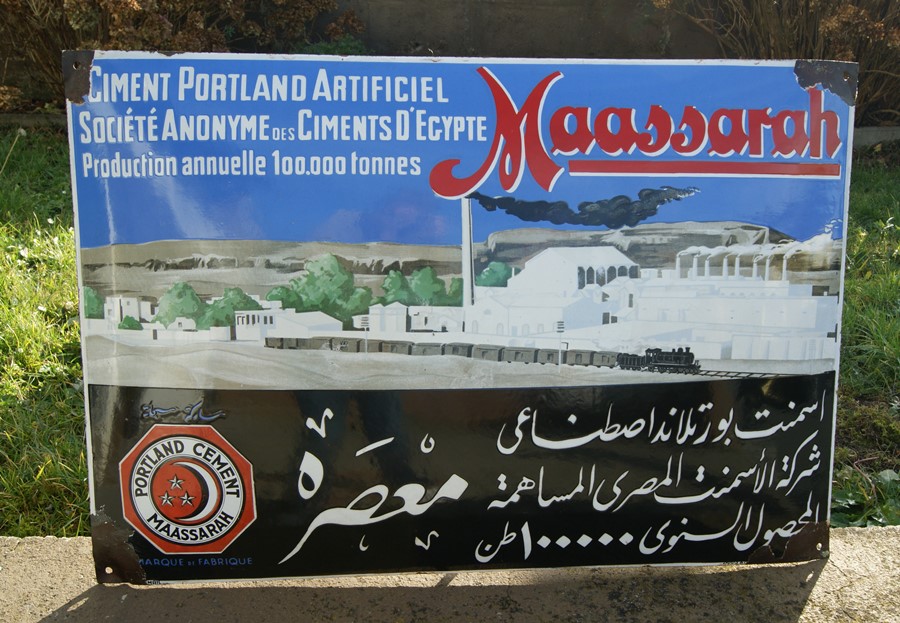 CIMENT PORTLAND ARTIFICIEL
SOCIÉTÉ ANONYME DES CIMENTS D'EGYPTE
Production annuelle 100.000 tonnes
Maassarah
اسمنت بورتلاند اصطناعى
شركة الأسمنت المصرى المساهمة
المحصول السنوى ١٠٠٠٠٠ طن
معصره
PORTLAND CEMENT
MAASSARAH
MARQUE ET FABRIQUE